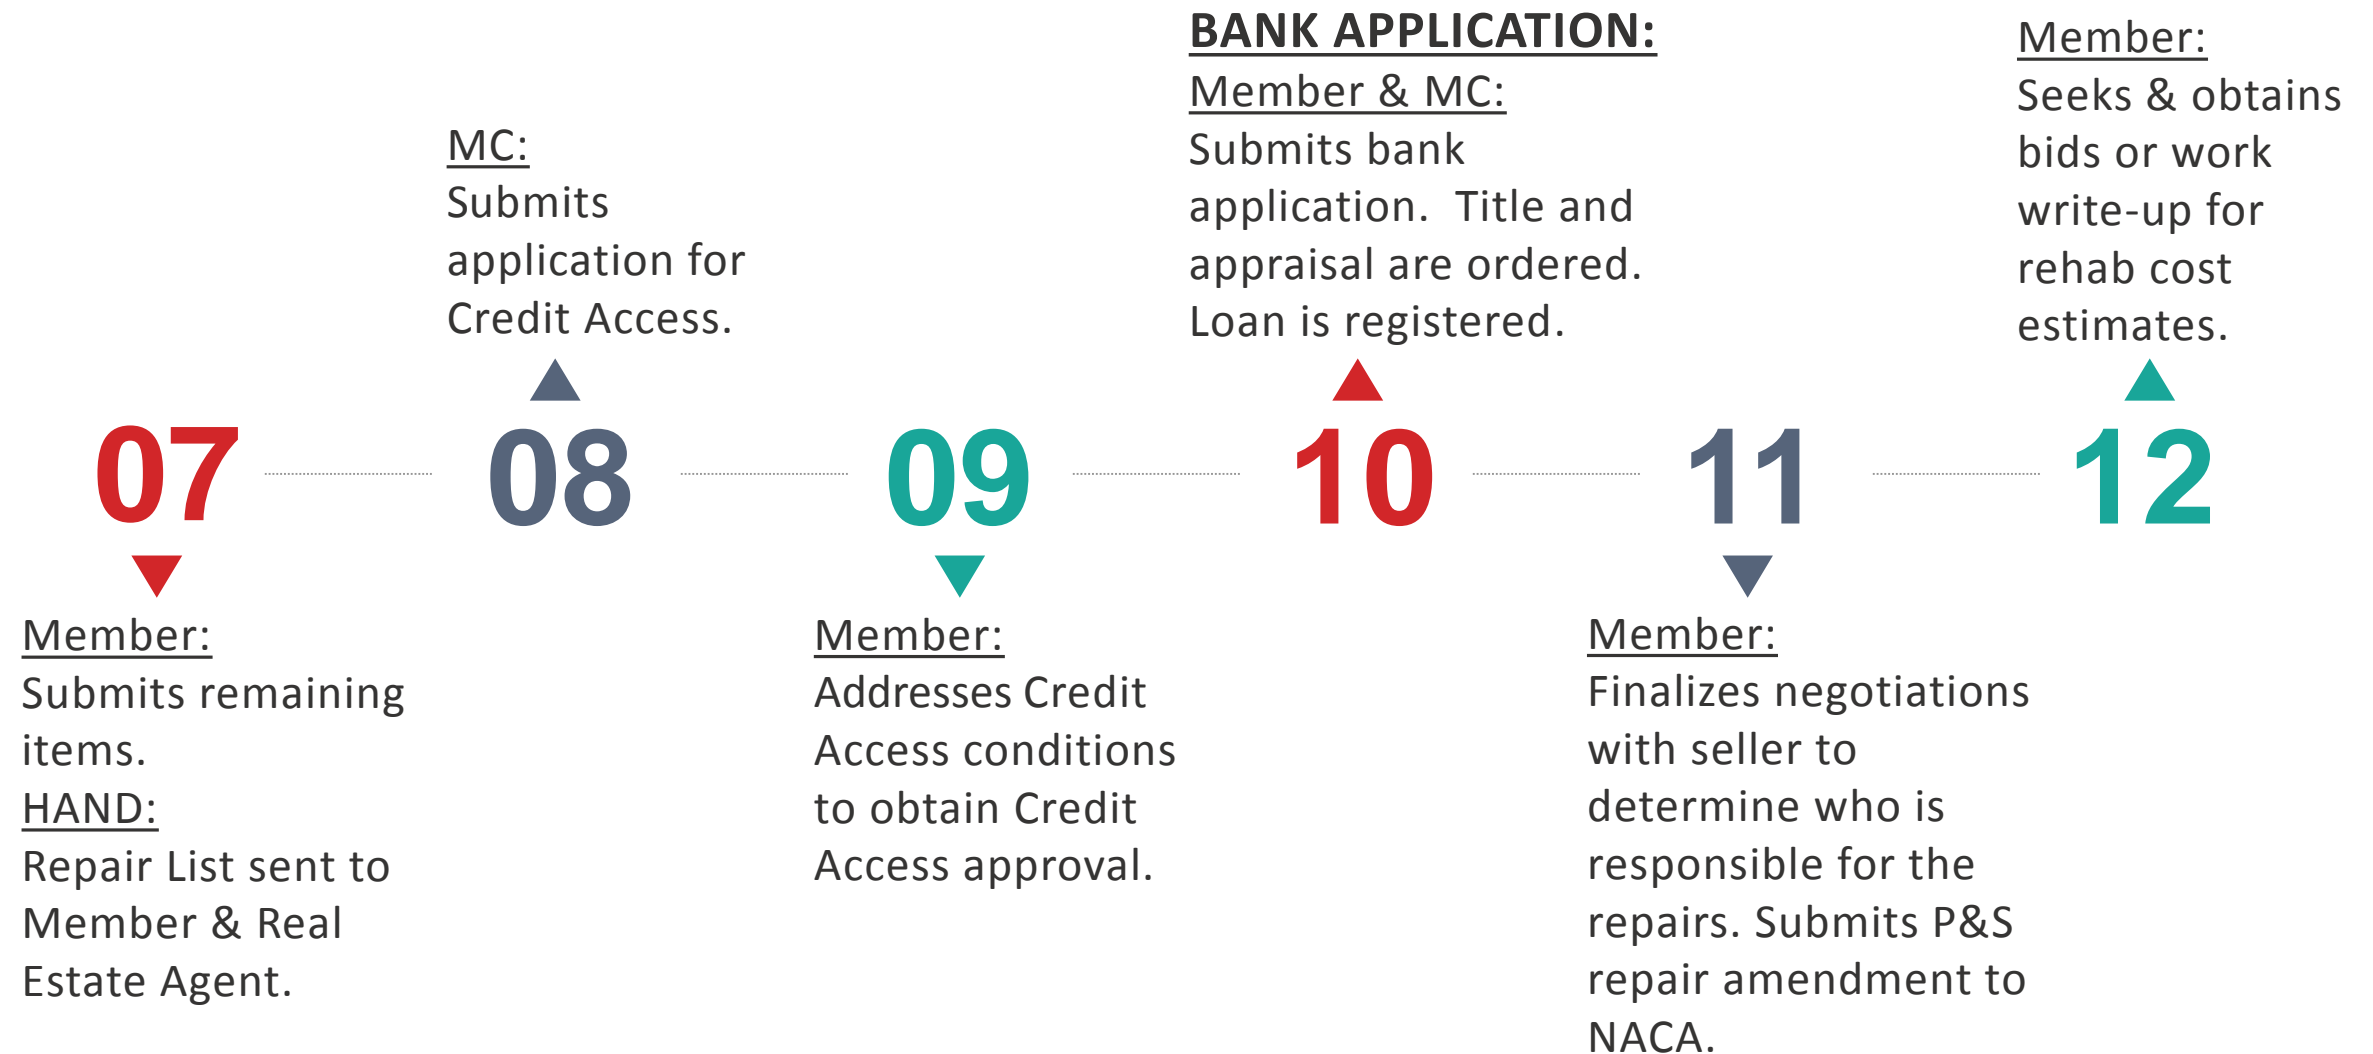 07
Member:
Submits remaining
items.
HAND:
Repair List sent to
Member & Real
Estate Agent.
MC:
Submits
application for
Credit Access.
08
09
Member:
Addresses Credit
Access conditions
to obtain Credit
Access approval.
BANK APPLICATION:
Member & MC:
Submits bank
application.  Title and
appraisal are ordered.
Loan is registered.
10
11
Member:
Finalizes negotiations
with seller to
determine who is
responsible for the
repairs. Submits P&S
repair amendment to
NACA.
Member:
Seeks & obtains
bids or work
write-up for
rehab cost
estimates.
12